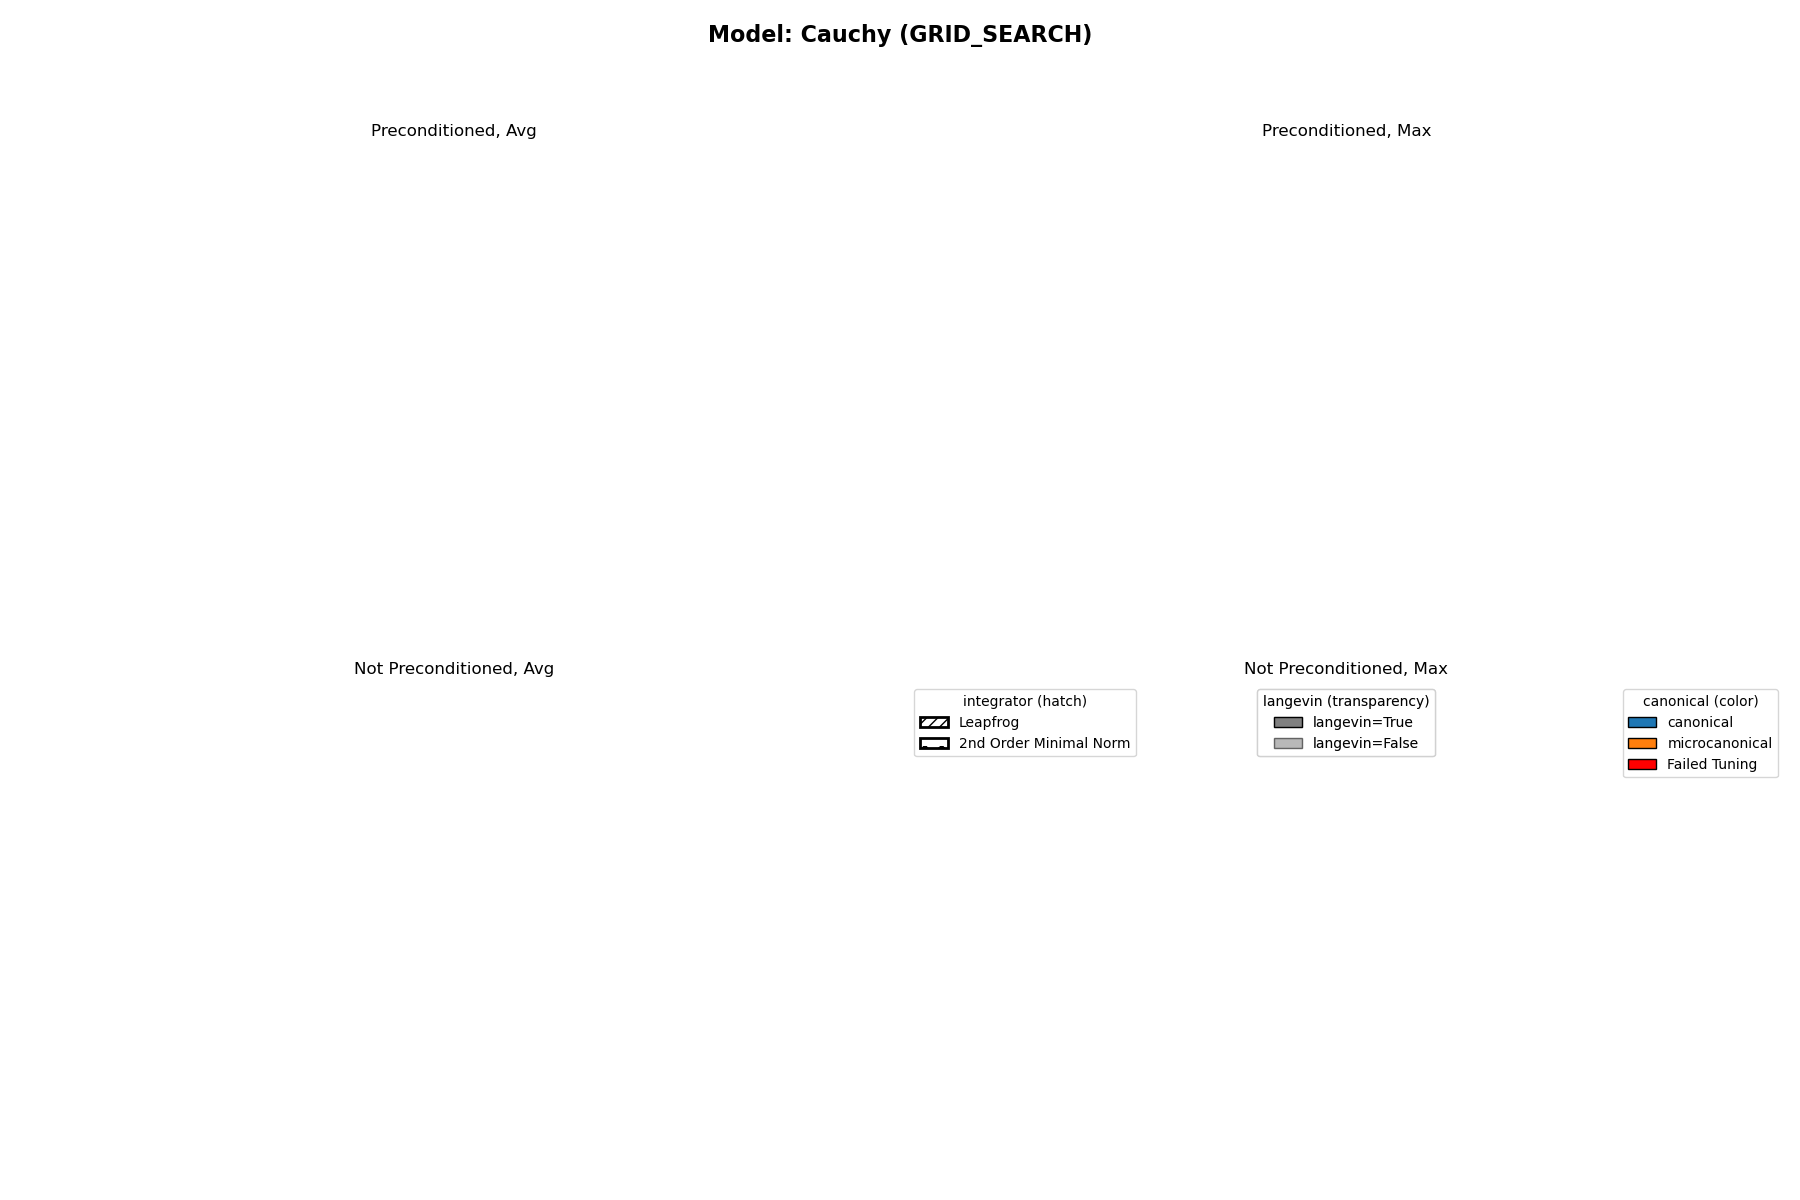 Model: Cauchy (GRID_SEARCH)
Preconditioned, Avg
Preconditioned, Max
Not Preconditioned, Avg
Not Preconditioned, Max
integrator (hatch)
Leapfrog
2nd Order Minimal Norm
langevin (transparency)
langevin=True
langevin=False
canonical (color)
canonical
microcanonical
Failed Tuning